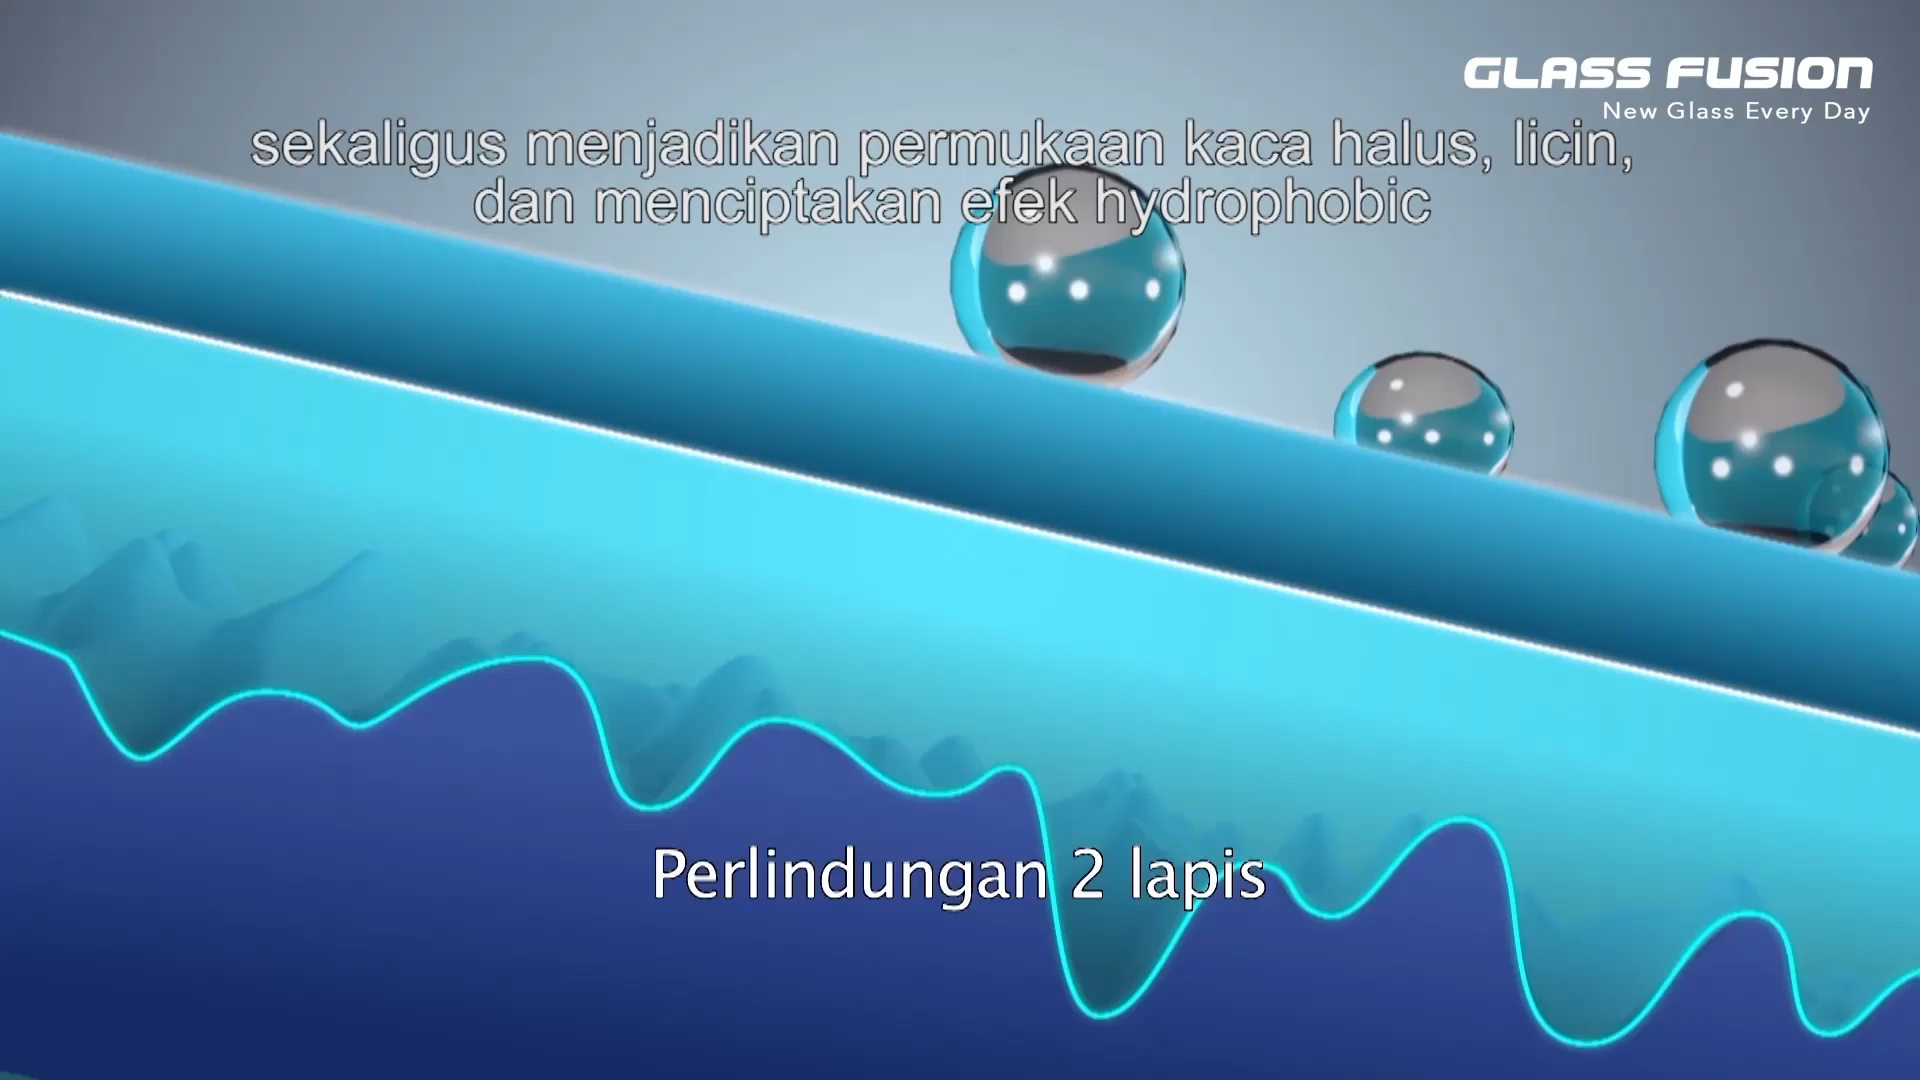 GLASS FUSION
New Glass Every Day
sekaligus menjadikan permukaan kaca halus, licin,
dan menciptakan efek hydrophobic
Perlindungan 2 lapis